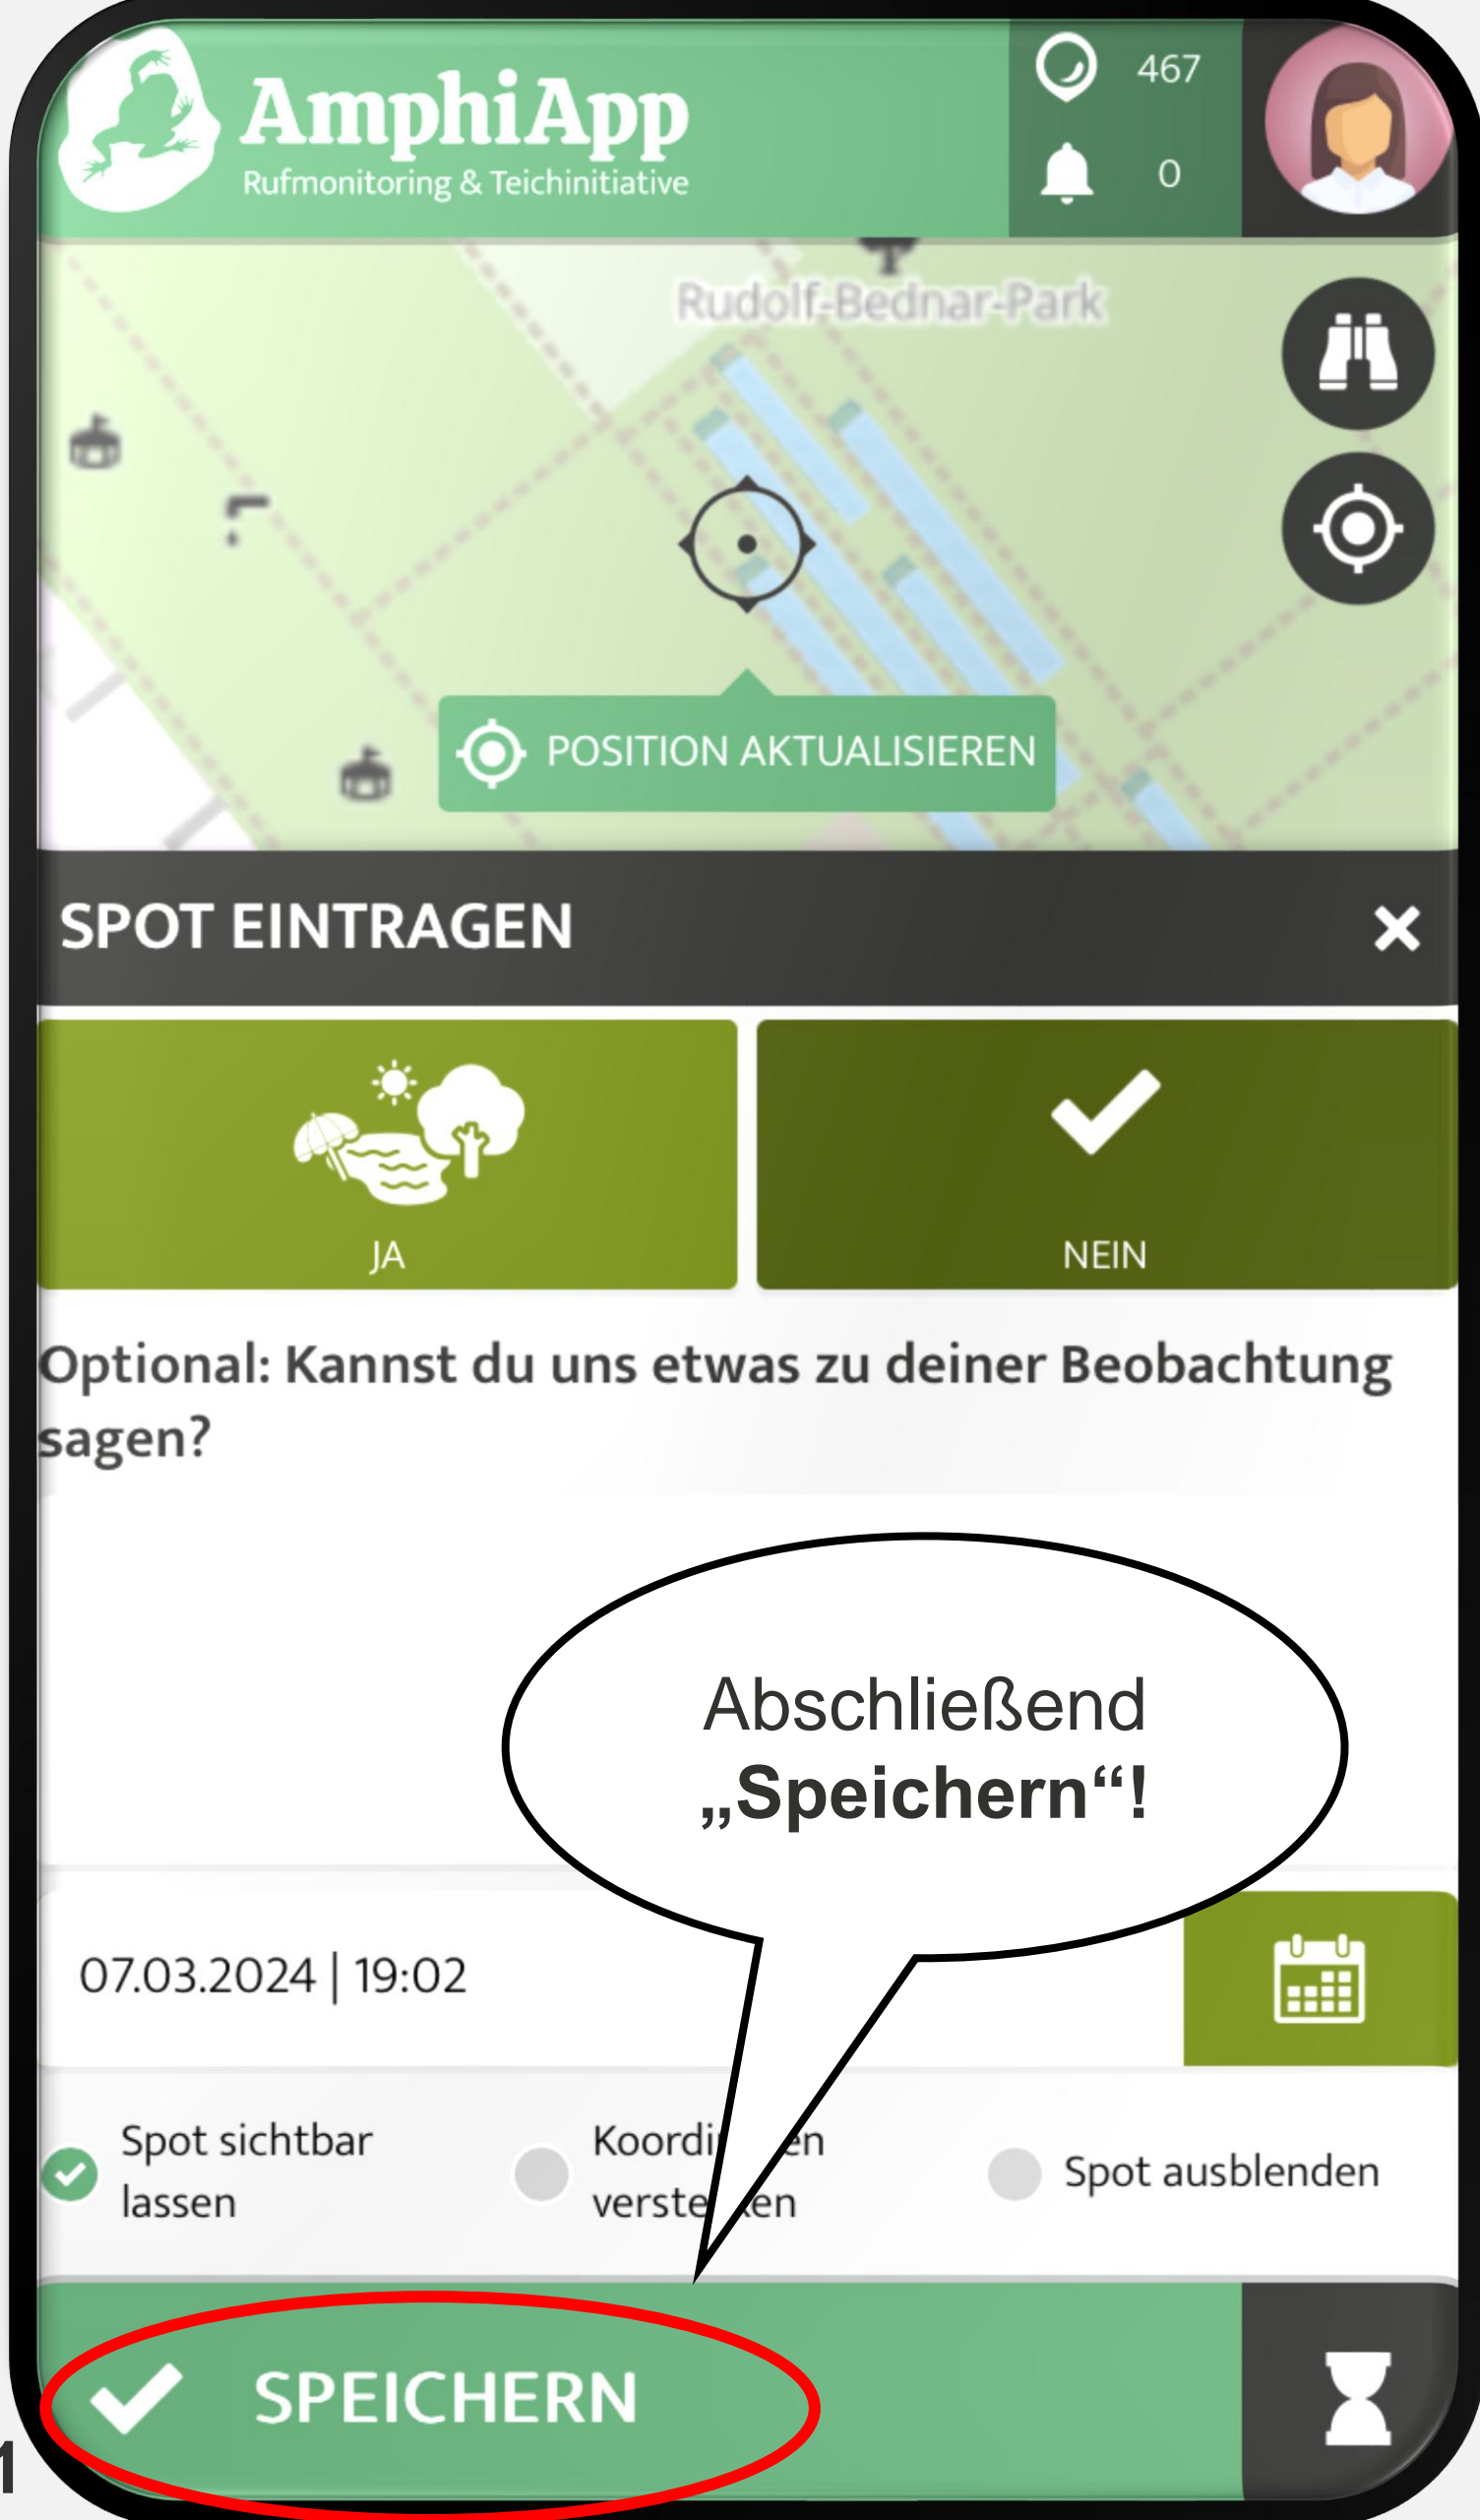 AmphiApp
Rufmonitoring & Teichinitiative
467
0
Rudolf-Bednar-Park
POSITION AKTUALISIEREN
SPOT EINTRAGEN
JA
NEIN
Optional: Kannst du uns etwas zu deiner Beobachtung
sagen?
Abschließend
„Speichern“!
07.03.2024 | 19:02
Spot sichtbar
lassen
Spot ausblenden
SPEICHERN
1